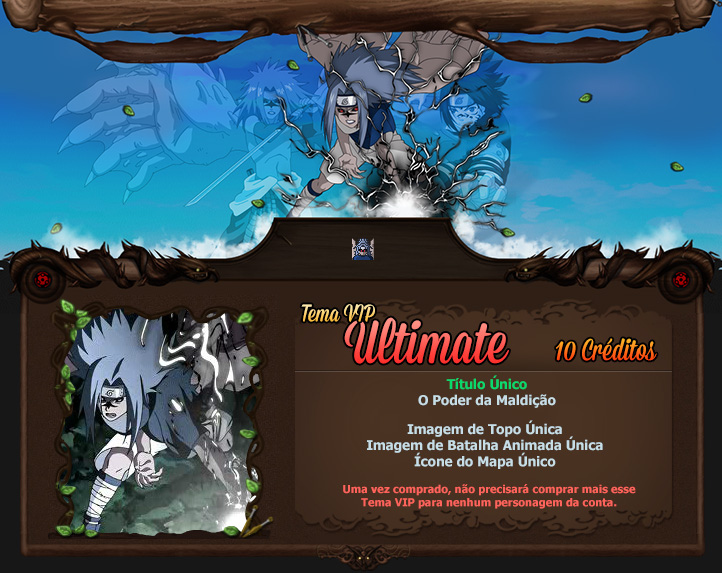 Tema VIP
Ultimate
10 Créditos
Título Único
O Poder da Maldição
Imagem de Topo Única
Imagem de Batalha Animada Única
Ícone do Mapa Único
Uma vez comprado, não precisará comprar mais esse
Tema VIP para nenhum personagem da conta.